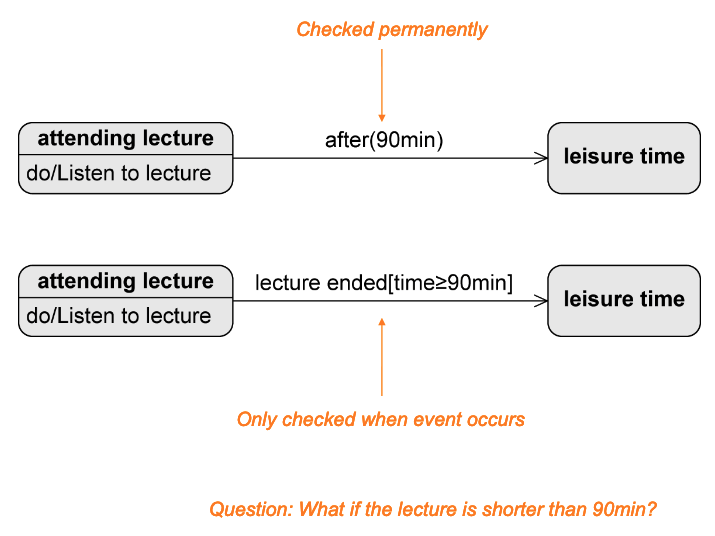 Checked permanently
attending lecture
do/Listen to lecture
after(90min)
leisure time
attending lecture
do/Listen to lecture
lecture ended[time≥90min]
leisure time
Only checked when event occurs
Question: What if the lecture is shorter than 90min?